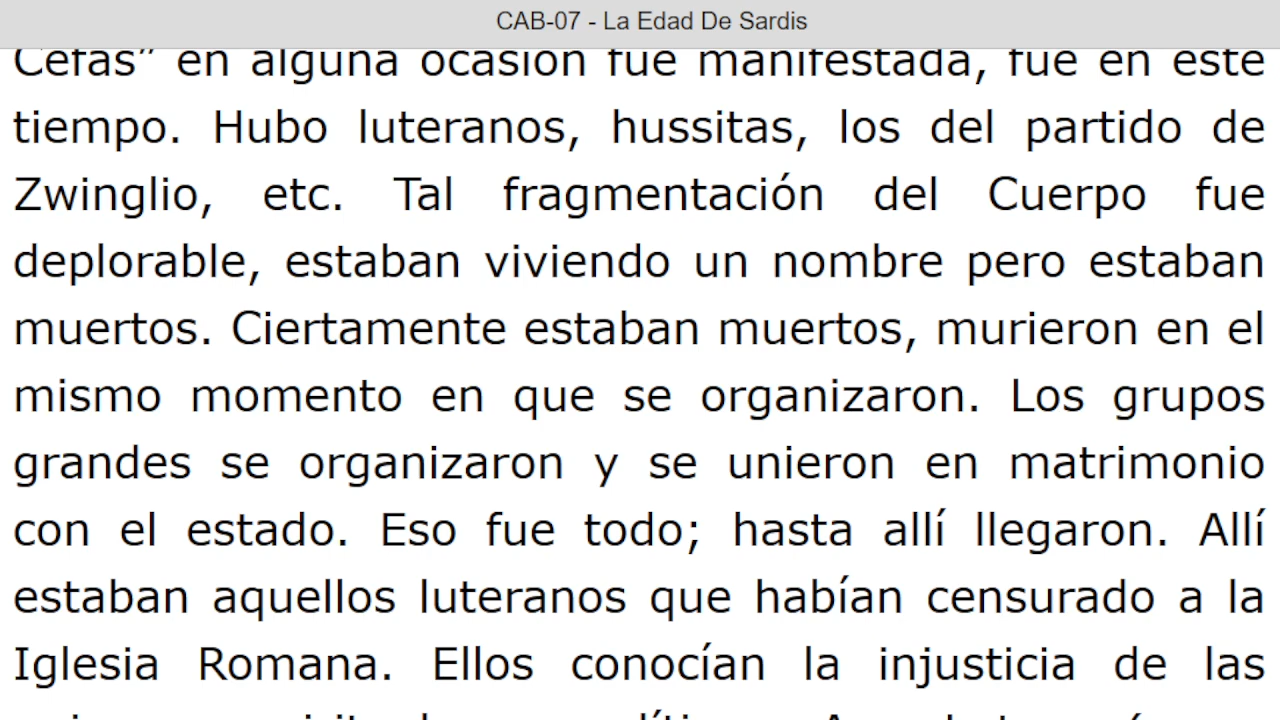 CAB-07 - La Edad De Sardis
Cefas” en alguna ocasión fue manifestada, fue en este
tiempo. Hubo luteranos, hussitas, los del partido de
Zwinglio, etc. Tal fragmentación del Cuerpo fue
deplorable, estaban viviendo un nombre pero estaban
muertos. Ciertamente estaban muertos, murieron en el
mismo momento en que se organizaron. Los grupos
grandes se organizaron y se unieron en matrimonio
con el estado. Eso fue todo; hasta allí llegaron. Allí
estaban aquellos luteranos que habían censurado a la
Iglesia Romana. Ellos conocían la injusticia de las